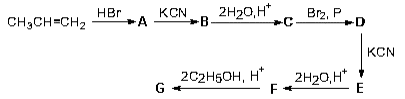 CH₃CH=CH₂ HBr A KCN B 2H₂O,H⁺ C Br₂, P D
KCN
G 2C₂H₅OH, H⁺ F 2H₂O,H⁺ E